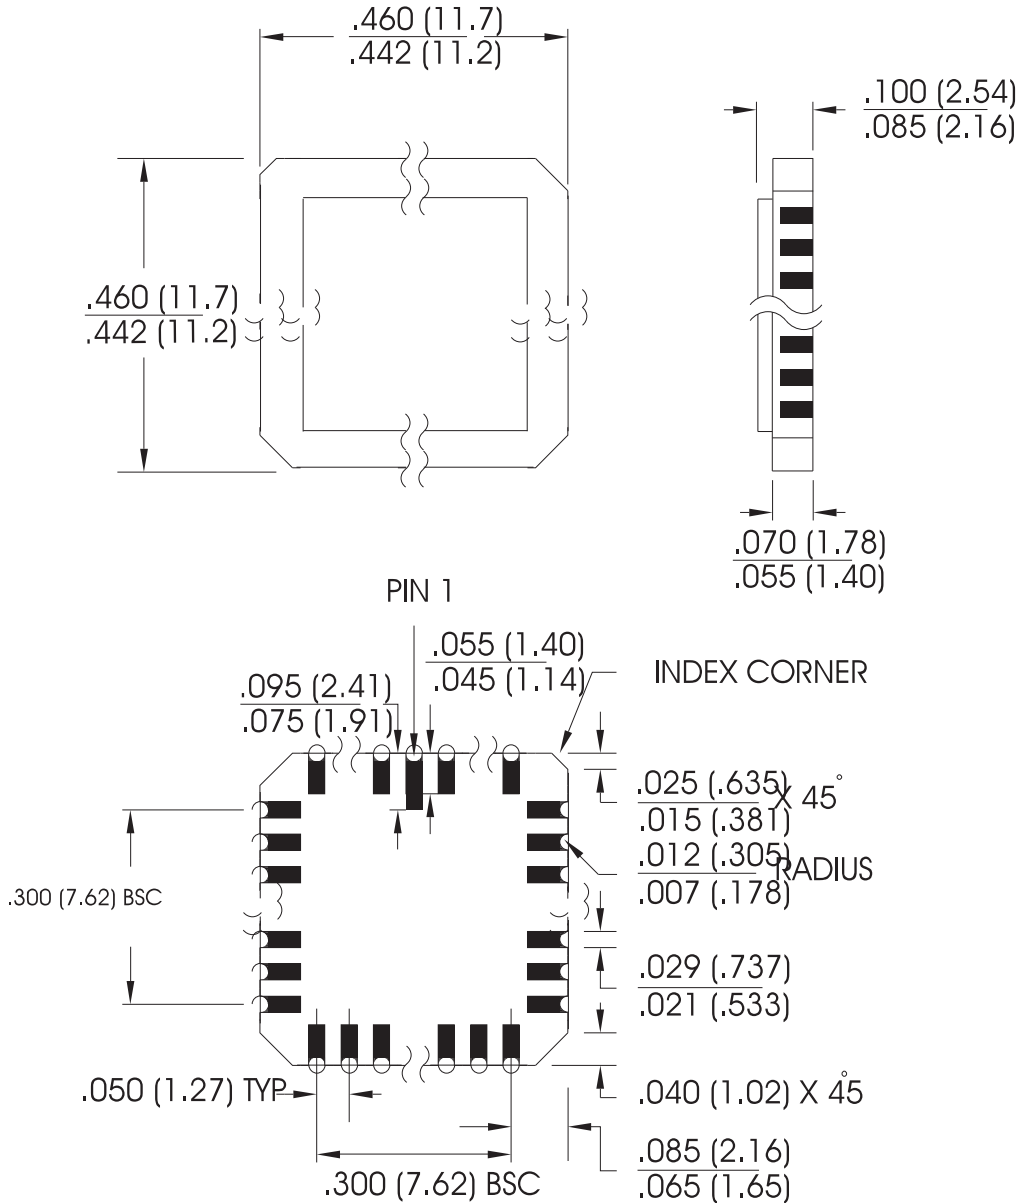 .460 (11.7)
.442 (11.2)
.100 (2.54)
.085 (2.16)
.460 (11.7)
.442 (11.2)
.070 (1.78)
.055 (1.40)
PIN 1
.055 (1.40)
.045 (1.14)
INDEX CORNER
.095 (2.41)
.075 (1.91)
.025 (.635)
.015 (.381)
X 45°
.012 (.305)
.007 (.178)
RADIUS
.300 (7.62) BSC
.029 (.737)
.021 (.533)
.050 (1.27) TYP
.040 (1.02) X 45°
.085 (2.16)
.065 (1.65)
.300 (7.62) BSC